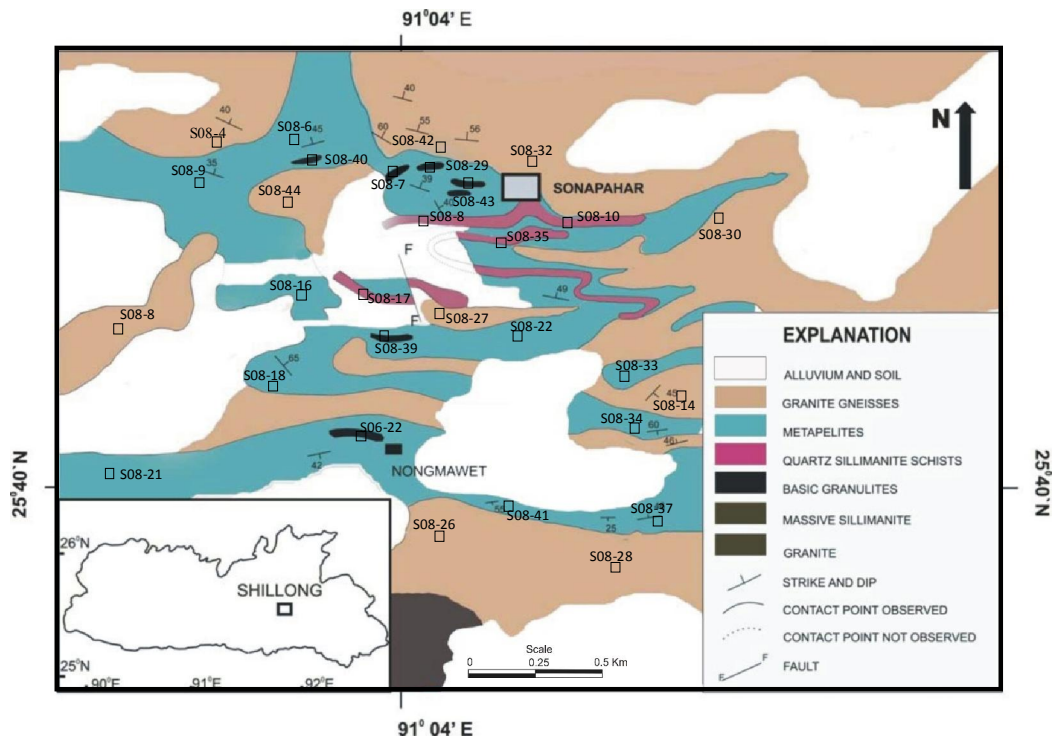 91⁰04' E
40
40
S08-4
S08-6
45
60
55
S08-42
56
S08-32
N
S08-9
35
S08-40
S08-7
S08-29
39
S08-43
SONAPAHAR
S08-44
40
S08-8
S08-10
S08-30
S08-35
F
S08-16
S08-17
49
S08-8
S08-27
F
S08-22
S08-39
65
S08-18
S08-33
48
S08-14
S08-34
60
46
S06-22
NONGMAWET
42
S08-21
25⁰40'N
25⁰40'N
55
S08-41
S08-37
25
S08-26
S08-28
EXPLANATION
ALLUVIUM AND SOIL
GRANITE GNEISSES
METAPELITES
QUARTZ SILLIMANITE SCHISTS
BASIC GRANULITES
MASSIVE SILLIMANITE
GRANITE
STRIKE AND DIP
CONTACT POINT OBSERVED
CONTACT POINT NOT OBSERVED
F
F
FAULT
26⁰N
SHILLONG
25⁰N
90⁰E
91⁰E
92⁰E
Scale
0 0.25 0.5 Km
91⁰ 04' E